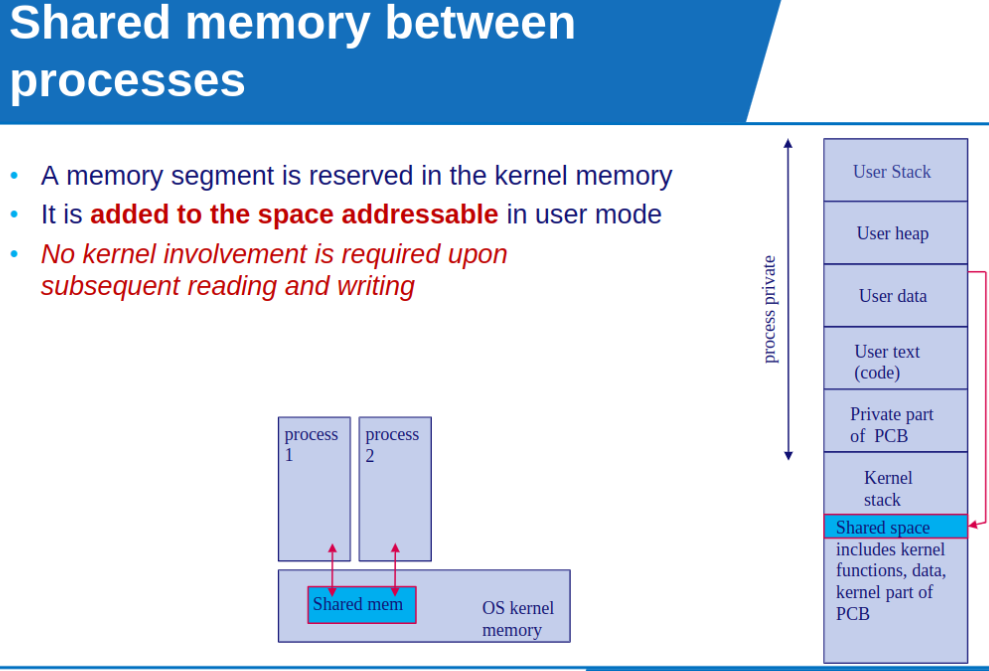 Shared memory between
processes
• A memory segment is reserved in the kernel memory
• It is added to the space addressable in user mode
• No kernel involvement is required upon
subsequent reading and writing
process
1
process
2
Shared mem
OS kernel
memory
process private
User Stack
User heap
User data
User text
(code)
Private part
of PCB
Kernel
stack
Shared space
includes kernel
functions, data,
kernel part of
PCB